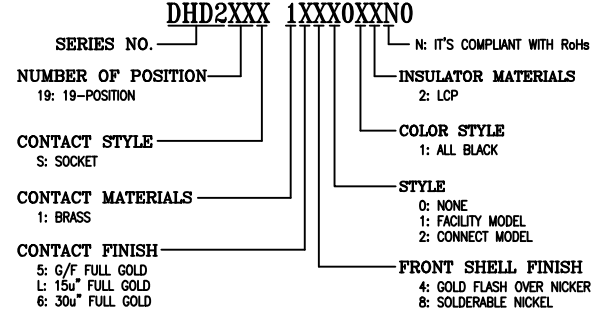 DHD2XXX 1XXX0XXN0
SERIES NO.
NUMBER OF POSITION
19: 19-POSITION
CONTACT STYLE
S: SOCKET
CONTACT MATERIALS
1: BRASS
CONTACT FINISH
5: G/F FULL GOLD
L: 15u" FULL GOLD
6: 30u" FULL GOLD
N: IT'S COMPLIANT WITH RoHs
INSULATOR MATERIALS
2: LCP
COLOR STYLE
1: ALL BLACK
STYLE
0: NONE
1: FACILITY MODEL
2: CONNECT MODEL
FRONT SHELL FINISH
4: GOLD FLASH OVER NICKER
8: SOLDERABLE NICKEL